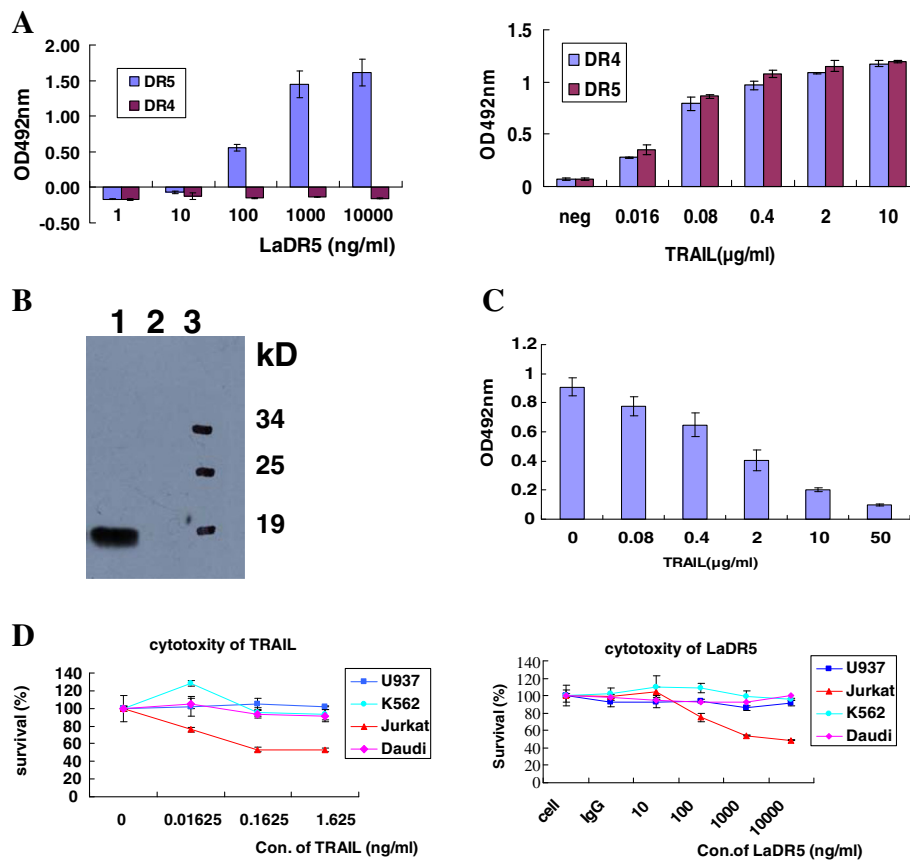 A
2.00
1.50
1.00
0.50
0.00
-0.50
OD492nm
DR5
DR4
1 10 100 1000 10000
LaDR5 (ng/ml)
1.5
1
0.5
0
OD492nm
DR4
DR5
neg 0.016 0.08 0.4 2 10
TRAIL(μg/ml)
B
1 2 3
kD
34
25
19
C
1.2
1
0.8
0.6
0.4
0.2
0
OD492nm
0 0.08 0.4 2 10 50
TRAIL(μg/ml)
D
cytotoxity of TRAIL
140
120
100
80
60
40
20
0
survival (%)
U937
K562
Jurkat
Daudi
0 0.01625 0.1625 1.625
Con. of TRAIL (ng/ml)
cytotoxity of LaDR5
140
120
100
80
60
40
20
0
Survival (%)
U937
Jurkat
K562
Daudi
cell IgG 10 100 1000 10000
Con.of LaDR5 (ng/ml)